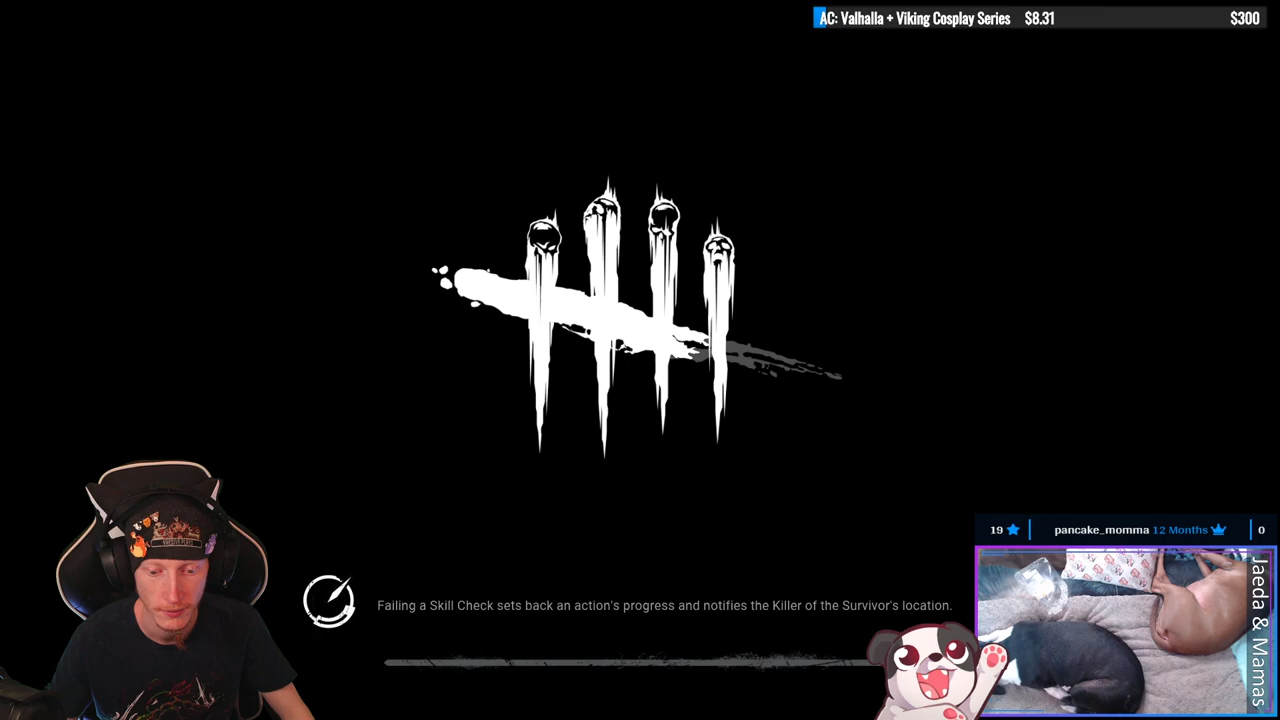 AC: Valhalla + Viking Cosplay Series $8.31 $300
19 pancake_momma 12 Months 0
Jaeda & Mamas
Failing a Skill Check sets back an action's progress and notifies the Killer of the Survivor's location.